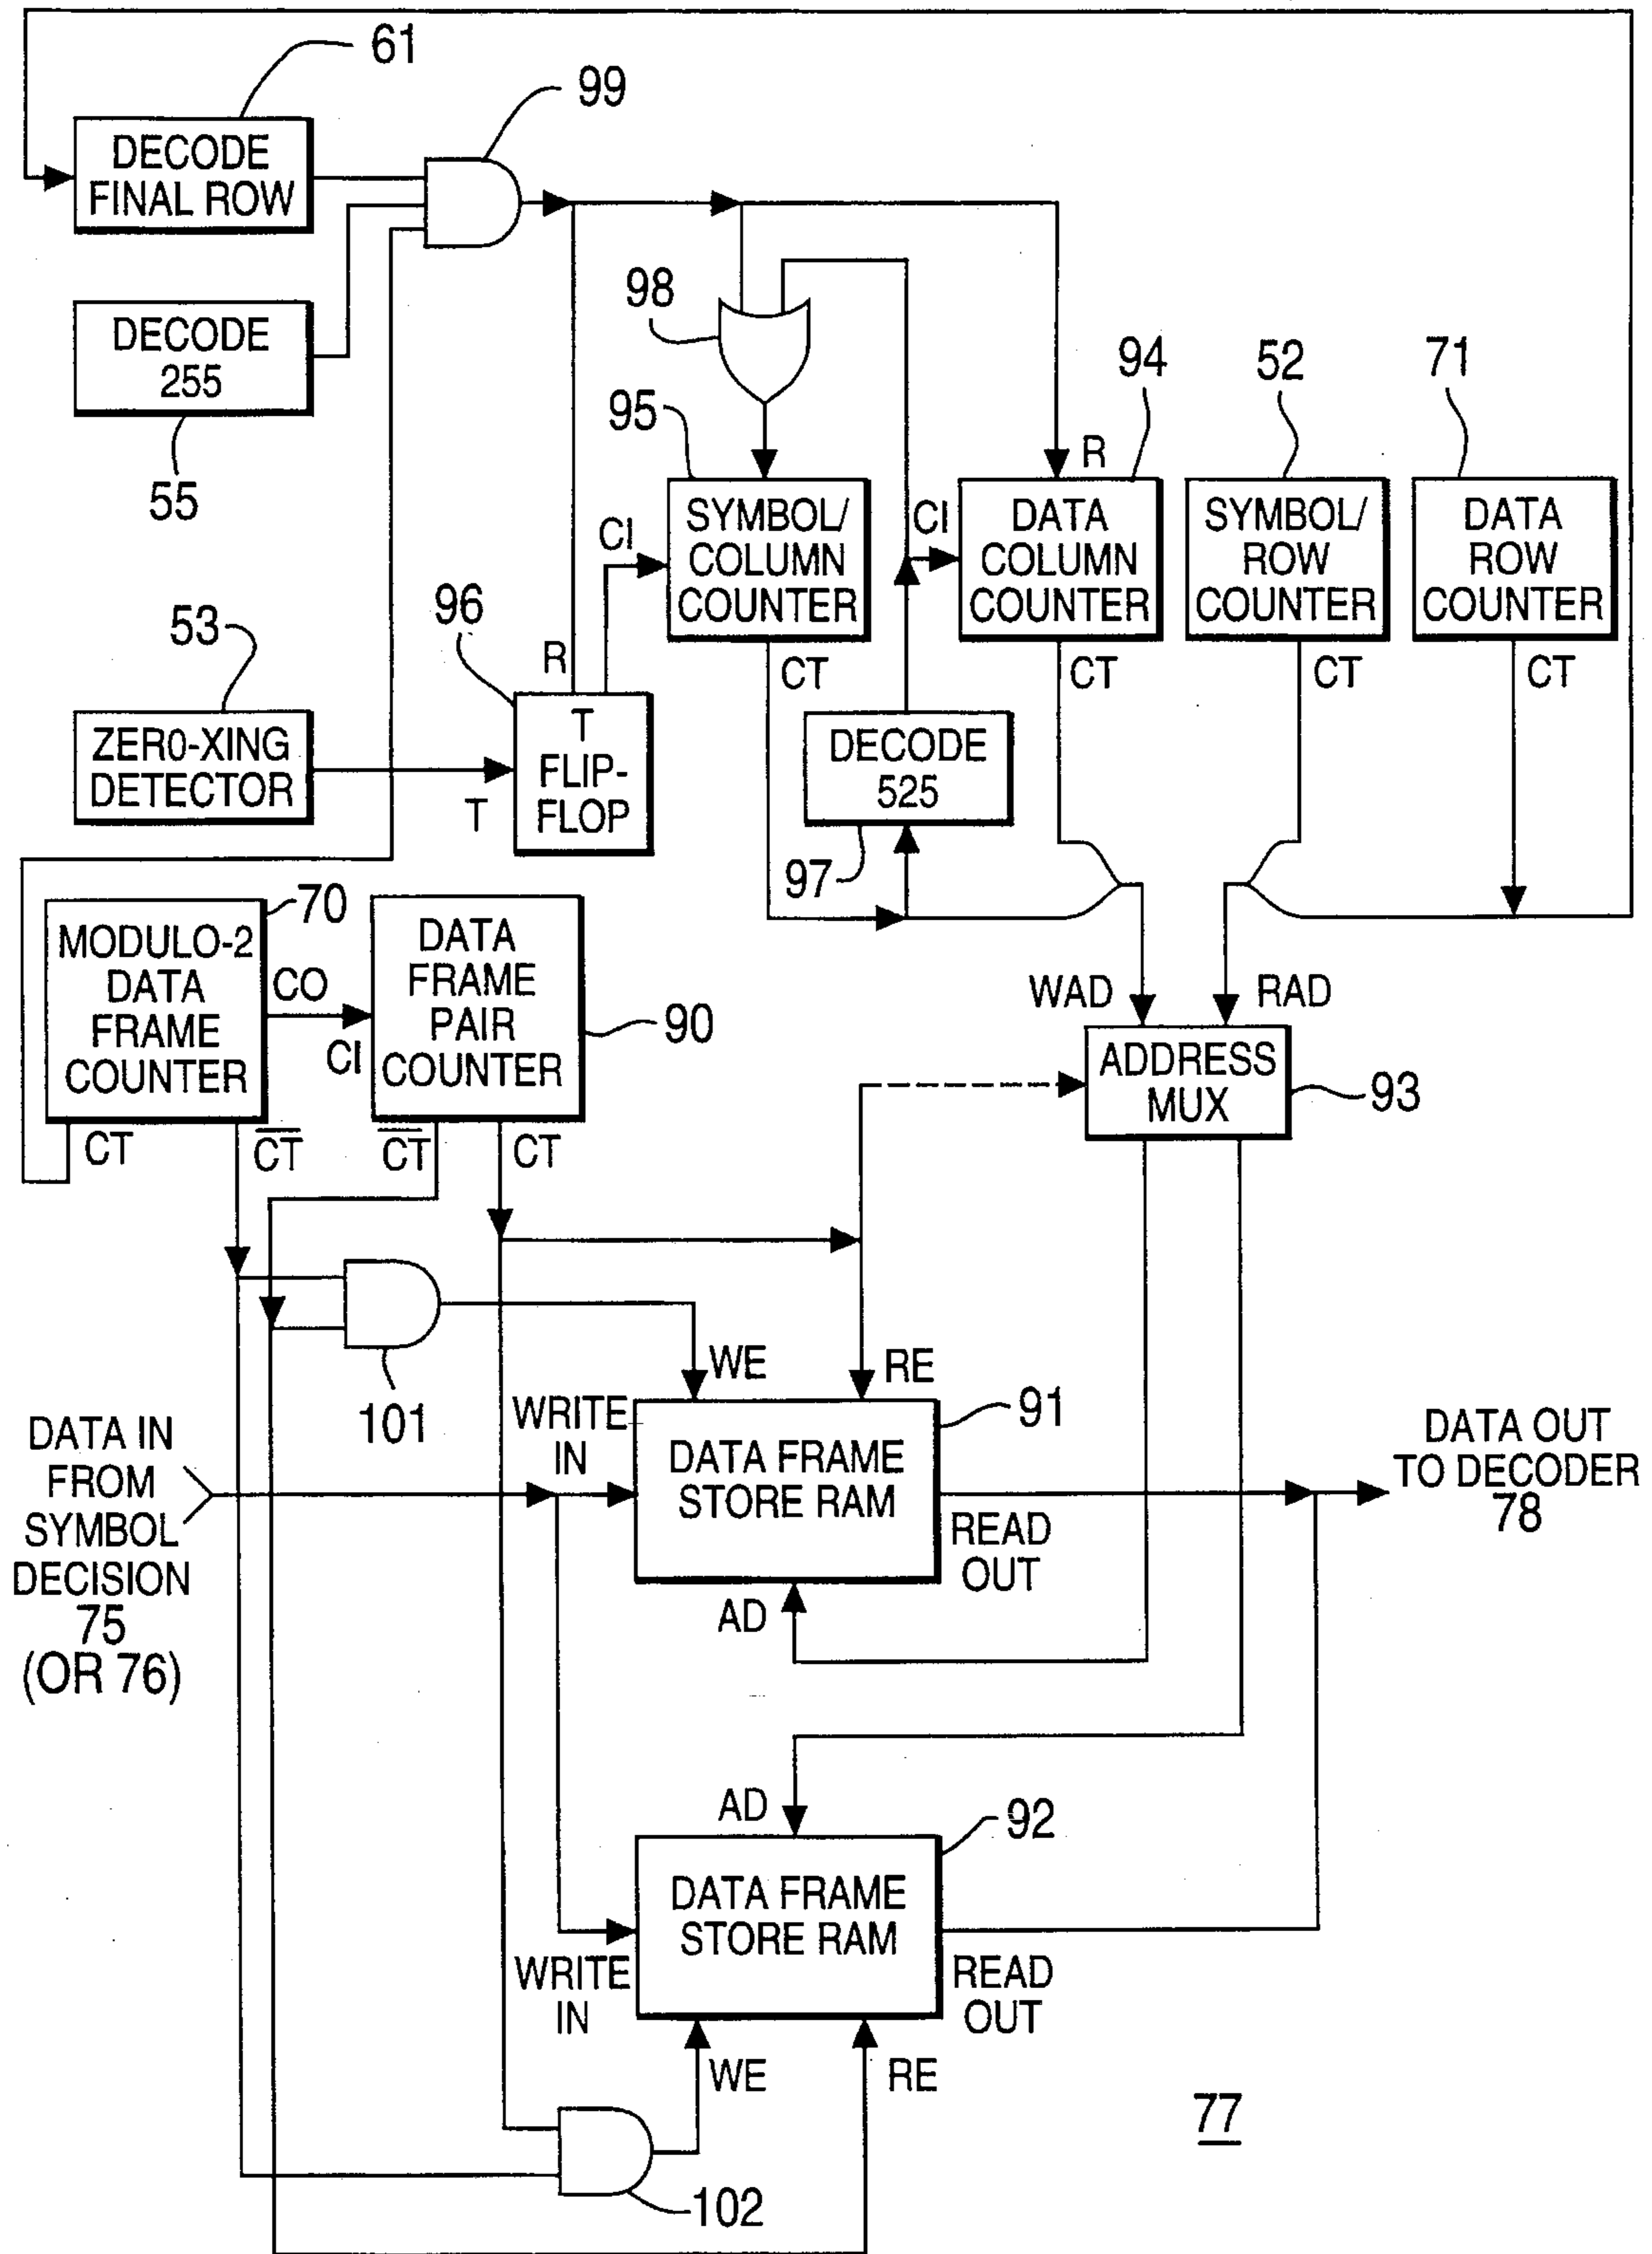 61
DECODE
FINAL ROW
99
DECODE
255
55
98
95
94
52
71
R
SYMBOL/
COLUMN
COUNTER
CI
CI
DATA
COLUMN
COUNTER
SYMBOL/
ROW
COUNTER
DATA
ROW
COUNTER
CT
CT
CT
CT
53
ZERO-XING
DETECTOR
T
96
R
T
FLIP-
FLOP
DECODE
525
97
70
MODULO-2
DATA
FRAME
COUNTER
CO
CI
DATA
FRAME
PAIR
COUNTER
90
CT
CT
CT
CT
WAD
RAD
ADDRESS
MUX
93
101
WE
RE
91
DATA IN
FROM
SYMBOL
DECISION
75
(OR 76)
WRITE
IN
DATA FRAME
STORE RAM
READ
OUT
AD
DATA OUT
TO DECODER
78
AD
92
DATA FRAME
STORE RAM
WRITE
IN
READ
OUT
WE
RE
102
77